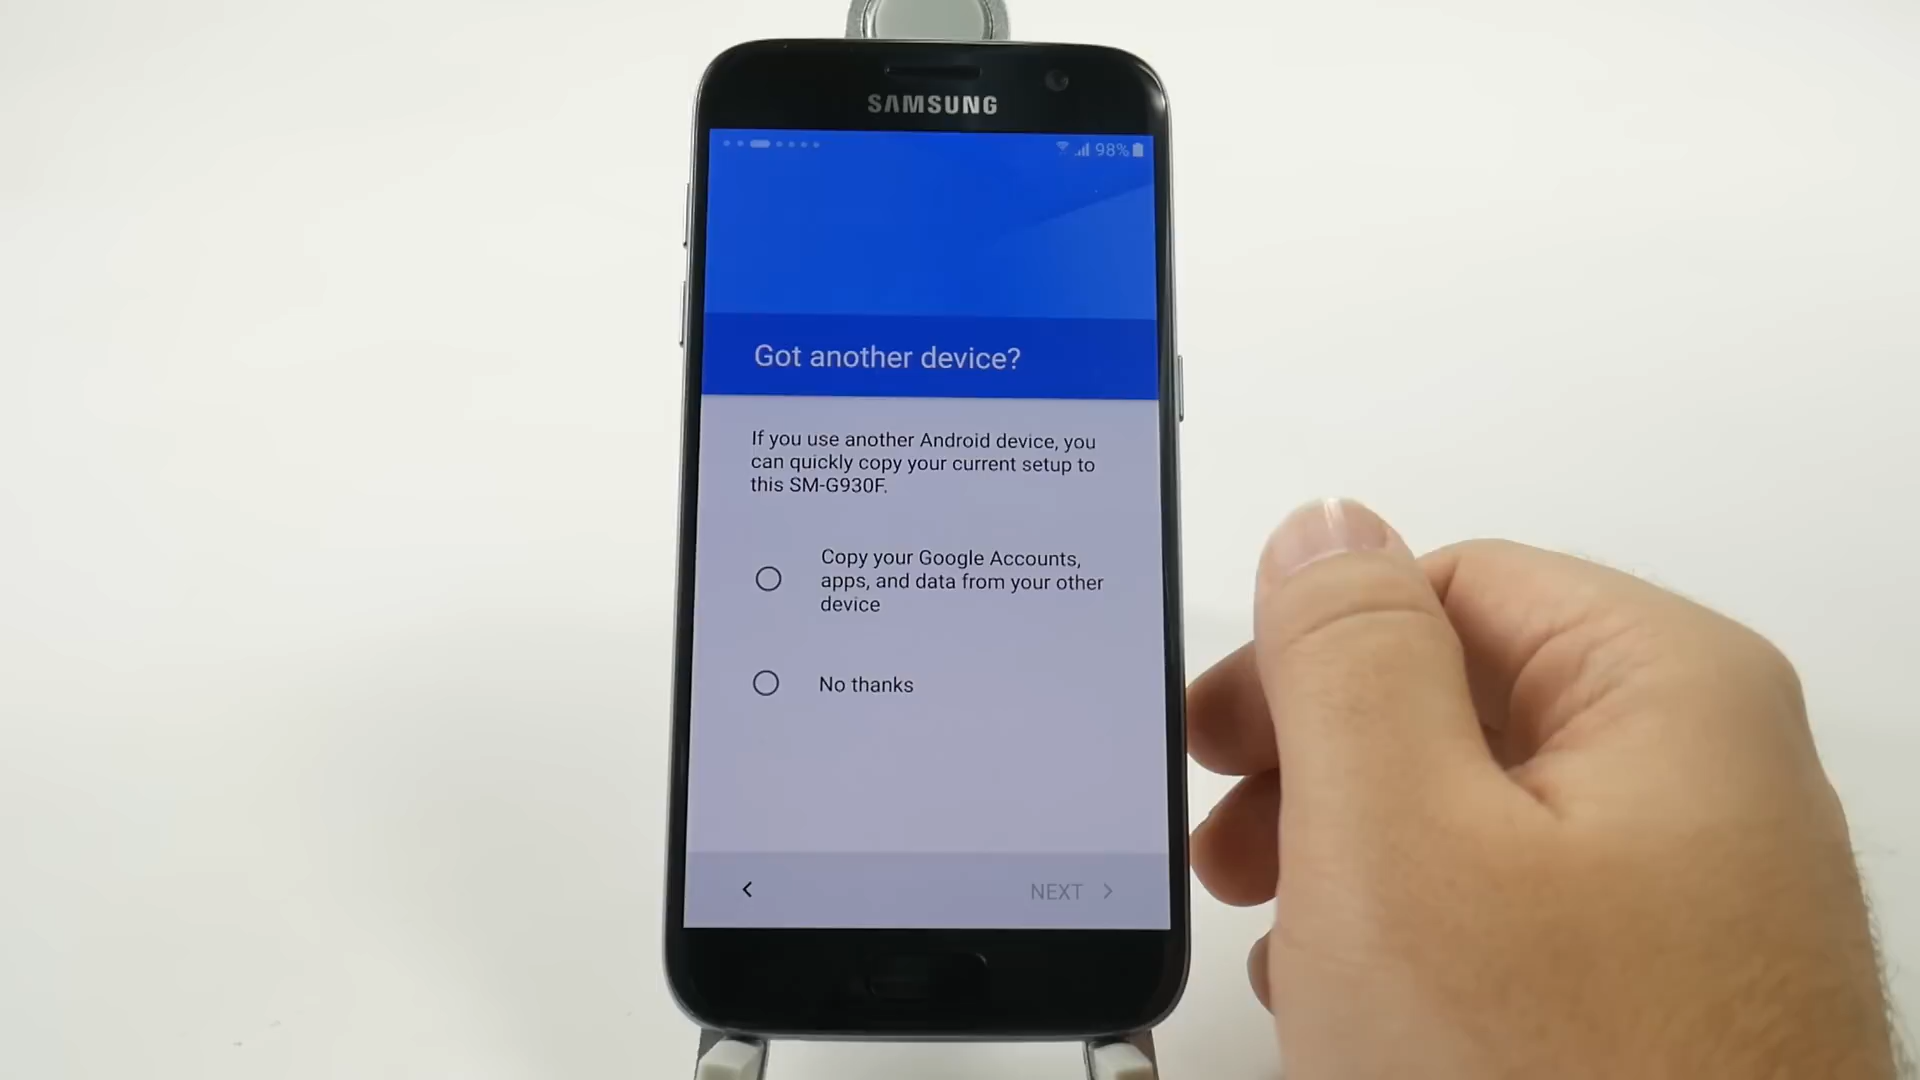 SAMSUNG
98%
Got another device?
If you use another Android device, you
can quickly copy your current setup to
this SM-G930F.
Copy your Google Accounts,
apps, and data from your other
device
No thanks
NEXT